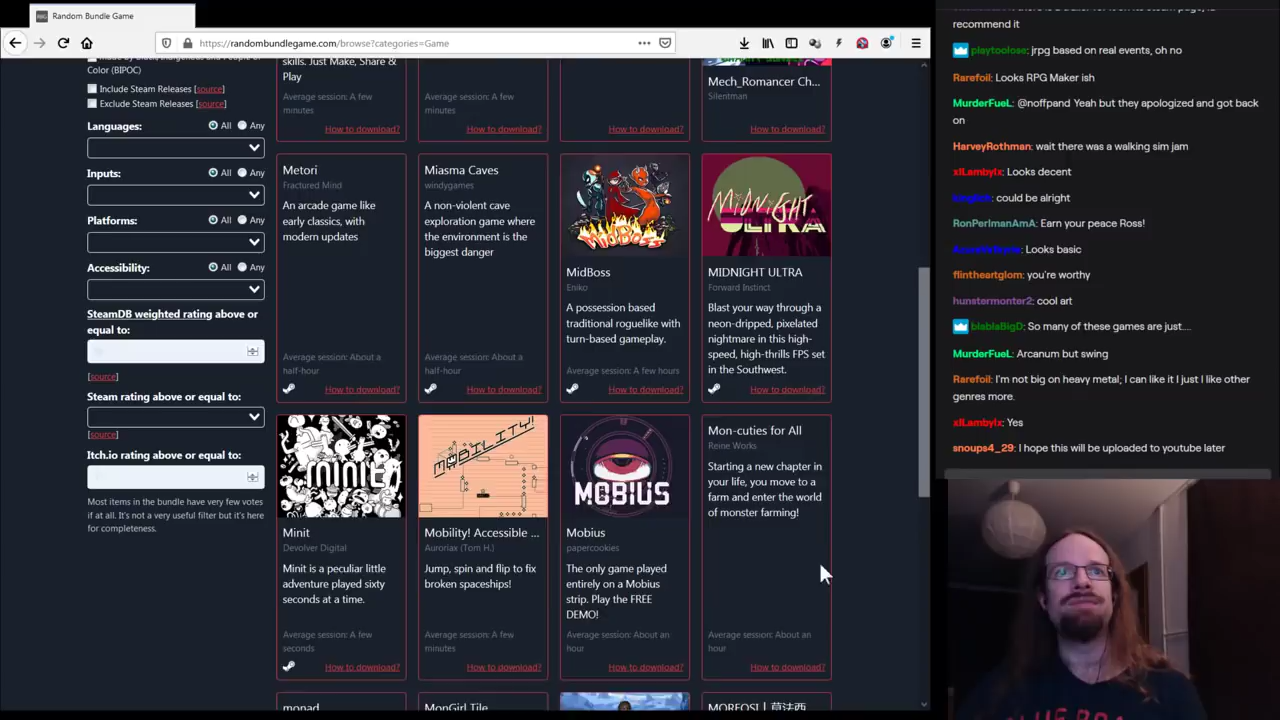 Random Bundle Game
https://randombundlegame.com/browse?categories=Game
Color (BIPOC)
Include Steam Releases [source]
Exclude Steam Releases [source]
Languages: All Any
Inputs: All Any
Platforms: All Any
Accessibility: All Any
SteamDB weighted rating above or
equal to:
[source]
Steam rating above or equal to:
[source]
Itch.io rating above or equal to:
Most items in the bundle have very few votes
if at all. It's not a very useful filter but it's here
for completeness.
skills. Just Make, Share &
Play
Average session: A few
minutes
How to download?
Average session: A few
minutes
How to download?
How to download?
Mech_Romancer Ch...
Silentman
How to download?
Metori
Fractured Mind
An arcade game like
early classics, with
modern updates
Average session: About a
half-hour
How to download?
Miasma Caves
windygames
A non-violent cave
exploration game where
the environment is the
biggest danger
Average session: About a
half-hour
How to download?
MidBoss
MidBoss
Eniko
A possession based
traditional roguelike with
turn-based gameplay.
Average session: A few hours
How to download?
MIDNIGHT
ULTRA
MIDNIGHT ULTRA
Forward Instinct
Blast your way through a
neon-dripped, pixelated
nightmare in this high-
speed, high-thrills FPS set
in the Southwest.
How to download?
MINIT
Minit
Devolver Digital
Minit is a peculiar little
adventure played sixty
seconds at a time.
Average session: A few
seconds
How to download?
MOBILITY!
Mobility! Accessible ...
Auroriax (Tom H.)
Jump, spin and flip to fix
broken spaceships!
Average session: A few
minutes
How to download?
MOBIUS
Mobius
papercookies
The only game played
entirely on a Mobius
strip. Play the FREE
DEMO!
Average session: About an
hour
How to download?
Mon-cuties for All
Reine Works
Starting a new chapter in
your life, you move to a
farm and enter the world
of monster farming!
Average session: About an
hour
How to download?
monad
MonGirl Tile
recommend it
playtoolose: jrpg based on real events, oh no
Rarefoil: Looks RPG Maker ish
MurderFueL: @noffpand Yeah but they apologized and got back
on
HarveyRothman: wait there was a walking sim jam
xlLambylx: Looks decent
could be alright
RonPerlmanAmA: Earn your peace Ross!
Looks basic
flintheartglom: you're worthy
hunstermonter2: cool art
blablaBigD: So many of these games are just....
MurderFueL: Arcanum but swing
Rarefoil: I'm not big on heavy metal; I can like it I just I like other
genres more.
xlLambylx: Yes
snoups4_29: I hope this will be uploaded to youtube later